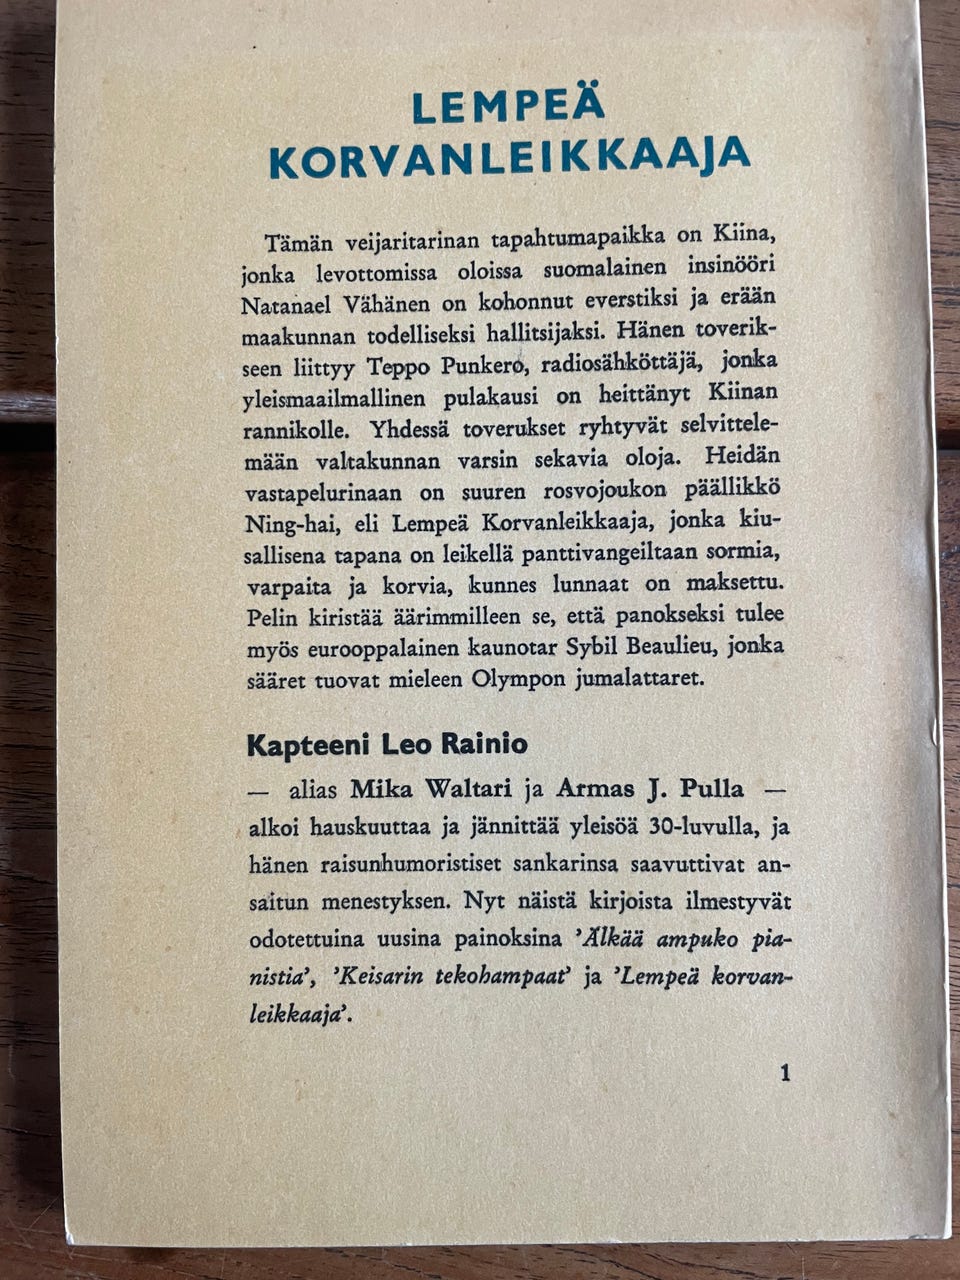 LEMPEÄ
KORVANLEIKKAAJA
Tämän veijaritarinan tapahtumapaikka on Kiina,
jonka levottomissa oloissa suomalainen insinööri
Natanael Vähänen on kohonnut everstiksi ja erään
maakunnan todelliseksi hallitsijaksi. Hänen toverik-
seen liittyy Teppo Punkero, radiosähköttäjä, jonka
yleismaailmallinen pulakausi on heittänyt Kiinan
rannikolle. Yhdessä toverukset ryhtyvät selvittele-
mään valtakunnan varsin sekavia oloja. Heidän
vastapelurinaan on suuren rosvojoukon päällikkö
Ning-hai, eli Lempeä Korvanleikkaaja, jonka kiu-
sallisena tapana on leikellä panttivangeiltaan sormia,
varpaita ja korvia, kunnes lunnaat on maksettu.
Pelin kiristää äärimmilleen se, että panokseksi tulee
myös eurooppalainen kaunotar Sybil Beaulieu, jonka
sääret tuovat mieleen Olympon jumalattaret.
Kapteeni Leo Rainio
— alias Mika Waltari ja Armas J. Pulla —
alkoi hauskuuttaa ja jännittää yleisöä 30-luvulla, ja
hänen raisunhumoristiset sankarinsa saavuttivat an-
saitun menestyksen. Nyt näistä kirjoista ilmestyvät
odotettuina uusina painoksina ’Älkää ampuko pia-
nistia’, ’Keisarin tekohampaat’ ja ’Lempeä korvan-
leikkaaja’.
1